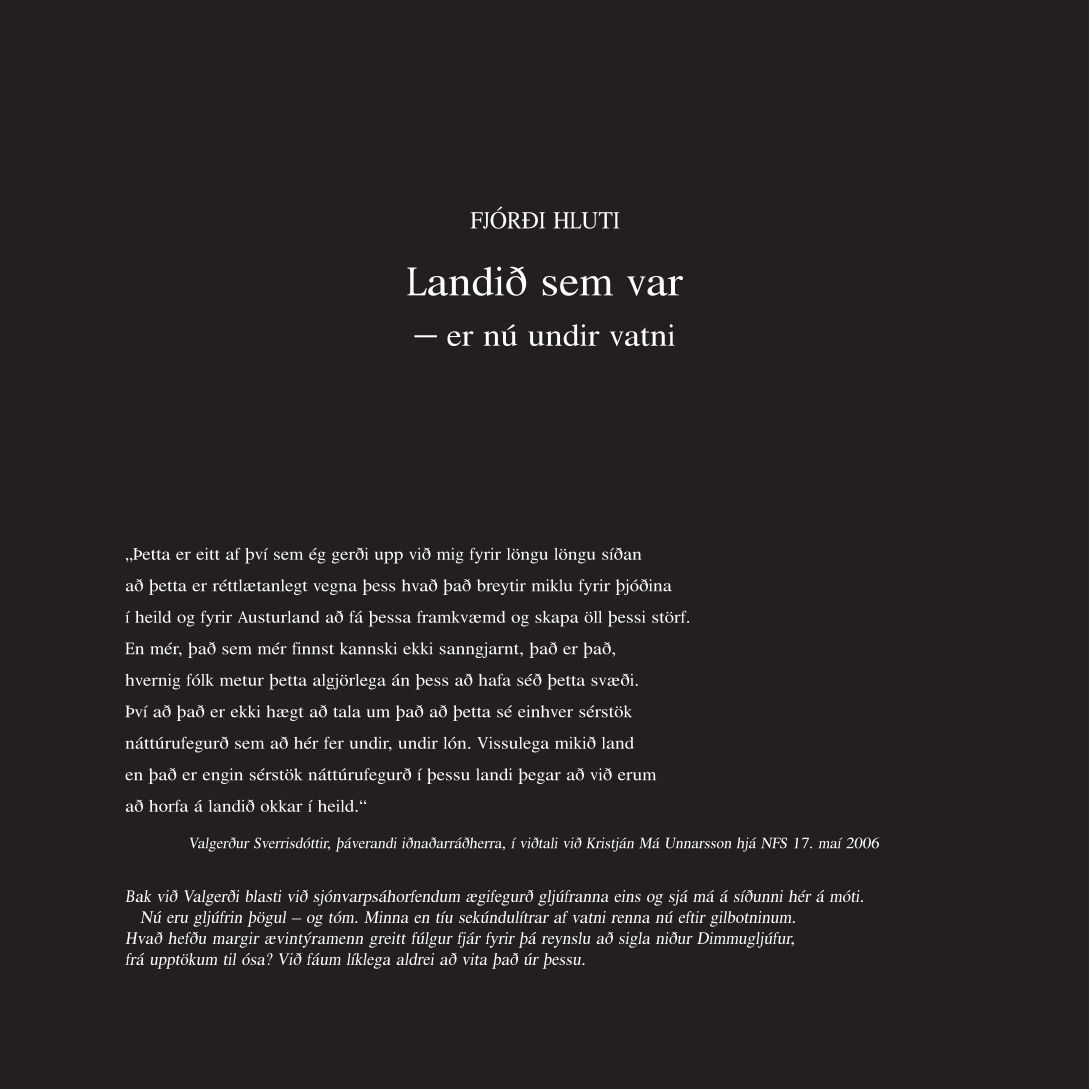 FJÓRÐI HLUTI
Landið sem var
— er nú undir vatni
„Þetta er eitt af því sem ég gerði upp við mig fyrir löngu löngu síðan
að þetta er réttlætanlegt vegna þess hvað það breytir miklu fyrir þjóðina
í heild og fyrir Austurland að fá þessa framkvæmd og skapa öll þessi störf.
En mér, það sem mér finnst kannski ekki sanngjarnt, það er það,
hvernig fólk metur þetta algjörlega án þess að hafa séð þetta svæði.
Því að það er ekki hægt að tala um það að þetta sé einhver sérstök
náttúrufegurð sem að hér fer undir, undir lón. Vissulega mikið land
en það er engin sérstök náttúrufegurð í þessu landi þegar að við erum
að horfa á landið okkar í heild.“
Valgerður Sverrisdóttir, þáverandi iðnaðarráðherra, í viðtali við Kristján Má Unnarsson hjá NFS 17. maí 2006
Bak við Valgerði blasti við sjónvarpsáhorfendum ægifegurð gljúfranna eins og sjá má á síðunni hér á móti.
Nú eru gljúfrin þögul – og tóm. Minna en tíu sekúndulítrar af vatni renna nú eftir gilbotninum.
Hvað hefðu margir ævintýramenn greitt fúlgur fjár fyrir þá reynslu að sigla niður Dimmugljúfur,
frá upptökum til ósa? Við fáum líklega aldrei að vita það úr þessu.